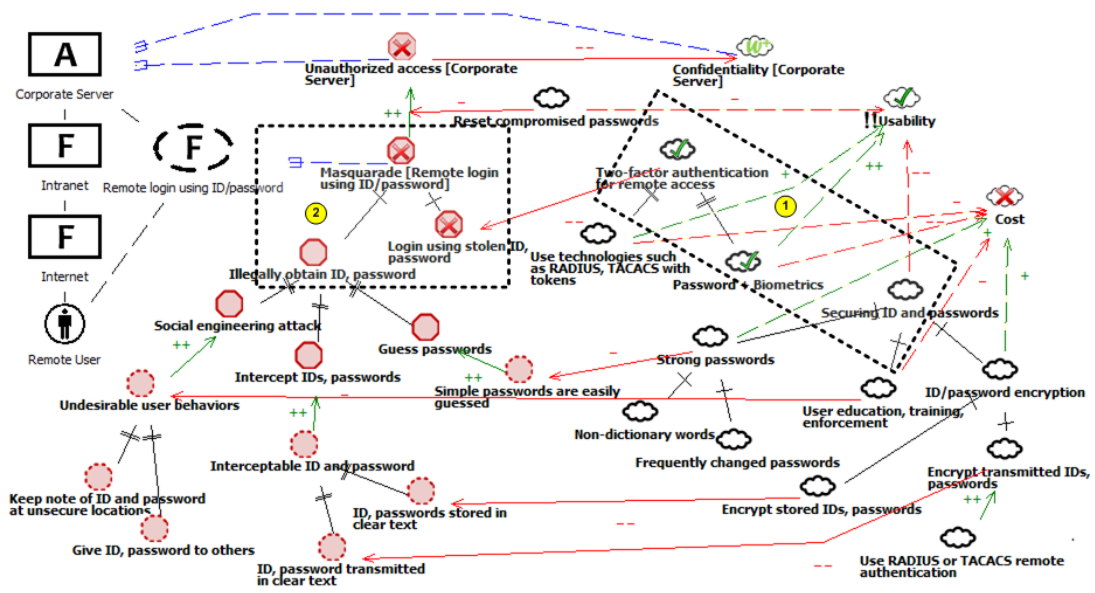 A
Corporate Server
F
Intranet
F
Remote login using ID/password
F
Internet
Remote User
Unauthorized access [Corporate
Server]
--
w+
Confidentiality [Corporate
Server]
-
Reset compromised passwords
-
!!Usability
++
Masquarade [Remote login
using ID/password]
2
Login using stolen ID,
password
Illegally obtain ID, password
Two-factor authentication
for remote access
1
+
++
--
--
-
Cost
+
Use technologies such
as RADIUS, TACACS with
tokens
Password + Biometrics
-
Securing ID and passwords
-
+
Social engineering attack
++
Intercept IDs, passwords
Guess passwords
++
-
Strong passwords
Simple passwords are easily
guessed
Undesirable user behaviors
-
User education, training,
enforcement
ID/password encryption
++
Non-dictionary words
Frequently changed passwords
Interceptable ID and password
Encrypt transmitted IDs,
passwords
++
Keep note of ID and password
at unsecure locations
Give ID, password to others
ID, passwords stored in
clear text
--
Encrypt stored IDs, passwords
ID, password transmitted
in clear text
--
Use RADIUS or TACACS remote
authentication